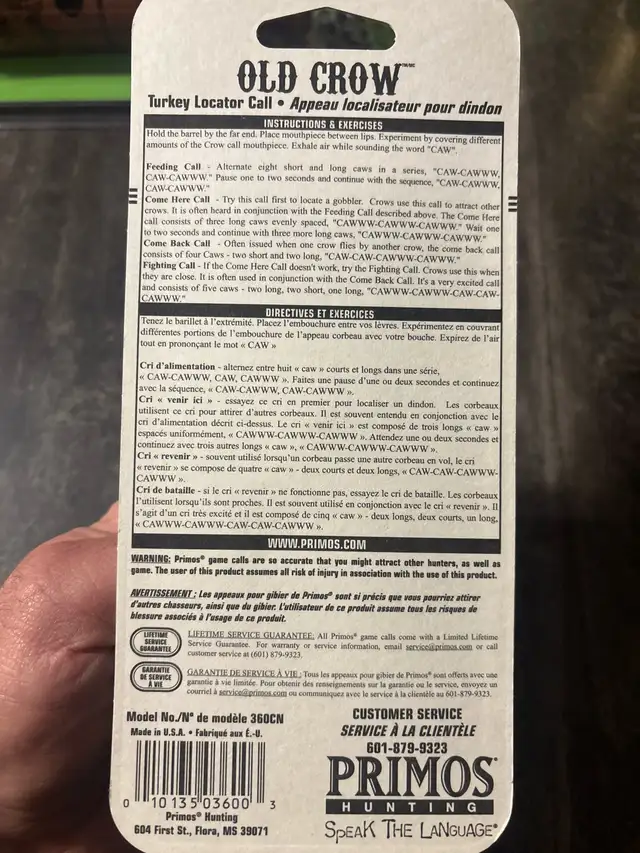 OLD CROW™/MC
Turkey Locator Call • Appeau localisateur pour dindon
INSTRUCTIONS & EXERCISES
Hold the barrel by the far end. Place mouthpiece between lips. Experiment by covering different
amounts of the Crow call mouthpiece. Exhale air while sounding the word "CAW".
Feeding Call - Alternate eight short and long caws in a series, "CAW-CAWWW,
CAW-CAWWW." Pause one to two seconds and continue with the sequence, "CAW-CAWWW,
CAW-CAWWW."
Come Here Call - Try this call first to locate a gobbler. Crows use this call to attract other
crows. It is often heard in conjunction with the Feeding Call described above. The Come Here
call consists of three long caws evenly spaced, "CAWWW-CAWWW-CAWWW." Wait one
to two seconds and continue with three more long caws, "CAWWW-CAWWW-CAWWW."
Come Back Call - Often issued when one crow flies by another crow, the come back call
consists of four Caws - two short and two long, "CAW-CAW-CAWWW-CAWWW."
Fighting Call - If the Come Here Call doesn't work, try the Fighting Call. Crows use this when
they are close. It is often used in conjunction with the Come Back Call. It's a very excited call
and consists of five caws - two long, two short, one long, "CAWWW-CAWWW-CAW-CAW-
CAWWW."
DIRECTIVES ET EXERCICES
Tenez le barillet à l'extrémité. Placez l'embouchure entre vos lèvres. Expérimentez en couvrant
différentes portions de l'embouchure de l'appeau corbeau avec votre bouche. Expirez de l'air
tout en prononçant le mot « CAW »
Cri d'alimentation - alternez entre huit « caw » courts et longs dans une série,
« CAW-CAWWW, CAW, CAWWW ». Faites une pause d'une ou deux secondes et continuez
avec la séquence, « CAW-CAWWW, CAW-CAWWW ».
Cri « venir ici » - essayez ce cri en premier pour localiser un dindon. Les corbeaux
utilisent ce cri pour attirer d'autres corbeaux. Il est souvent entendu en conjonction avec le
cri d'alimentation décrit ci-dessus. Le cri « venir ici » est composé de trois longs « caw »
espacés uniformément, « CAWWW-CAWWW-CAWWW ». Attendez une ou deux secondes et
continuez avec trois autres longs « caw », « CAWWW-CAWWW-CAWWW ».
Cri « revenir » - souvent utilisé lorsqu'un corbeau passe une autre corbeau en vol, le cri
« revenir » se compose de quatre « caw » - deux courts et deux longs, « CAW-CAW-CAWWW-
CAWWW ».
Cri de bataille - si le cri « revenir » ne fonctionne pas, essayez le cri de bataille. Les corbeaux
l'utilisent lorsqu'ils sont proches. Il est souvent utilisé en conjonction avec le cri « revenir ». Il
s'agit d'un cri très excité et il est composé de cinq « caw » - deux longs, deux courts, un long,
« CAWWW-CAWWW-CAW-CAW-CAWWW ».
WWW.PRIMOS.COM
WARNING: Primos® game calls are so accurate that you might attract other hunters, as well as
game. The user of this product assumes all risk of injury in association with the use of this product.
AVERTISSEMENT : Les appeaux pour gibier de Primos® sont si précis que vous pourriez attirer
d'autres chasseurs, ainsi que du gibier. L'utilisateur de ce produit assume tous les risques de
blessure associés à l'usage de ce produit.
LIFETIME
SERVICE
GUARANTEE
LIFETIME SERVICE GUARANTEE: All Primos® game calls come with a Limited Lifetime
Service Guarantee. For warranty or service information, email service@primos.com or call
customer service at (601) 879-9323.
GARANTIE
DE SERVICE
À VIE
GARANTIE DE SERVICE À VIE : Tous les appeaux pour gibier de Primos® sont offerts avec une
garantie à vie limitée. Pour obtenir des renseignements sur la garantie ou le service, envoyez un
courriel à service@primos.com ou communiquez avec le service à la clientèle au 601-879-9323.
Model No./N° de modèle 360CN
Made in U.S.A. • Fabriqué aux É.-U.
0 10135 03600 3
Primos® Hunting
604 First St., Flora, MS 39071
CUSTOMER SERVICE
SERVICE À LA CLIENTÈLE
601-879-9323
PRIMOS®
HUNTING
SPEAK THE LANGUAGE®